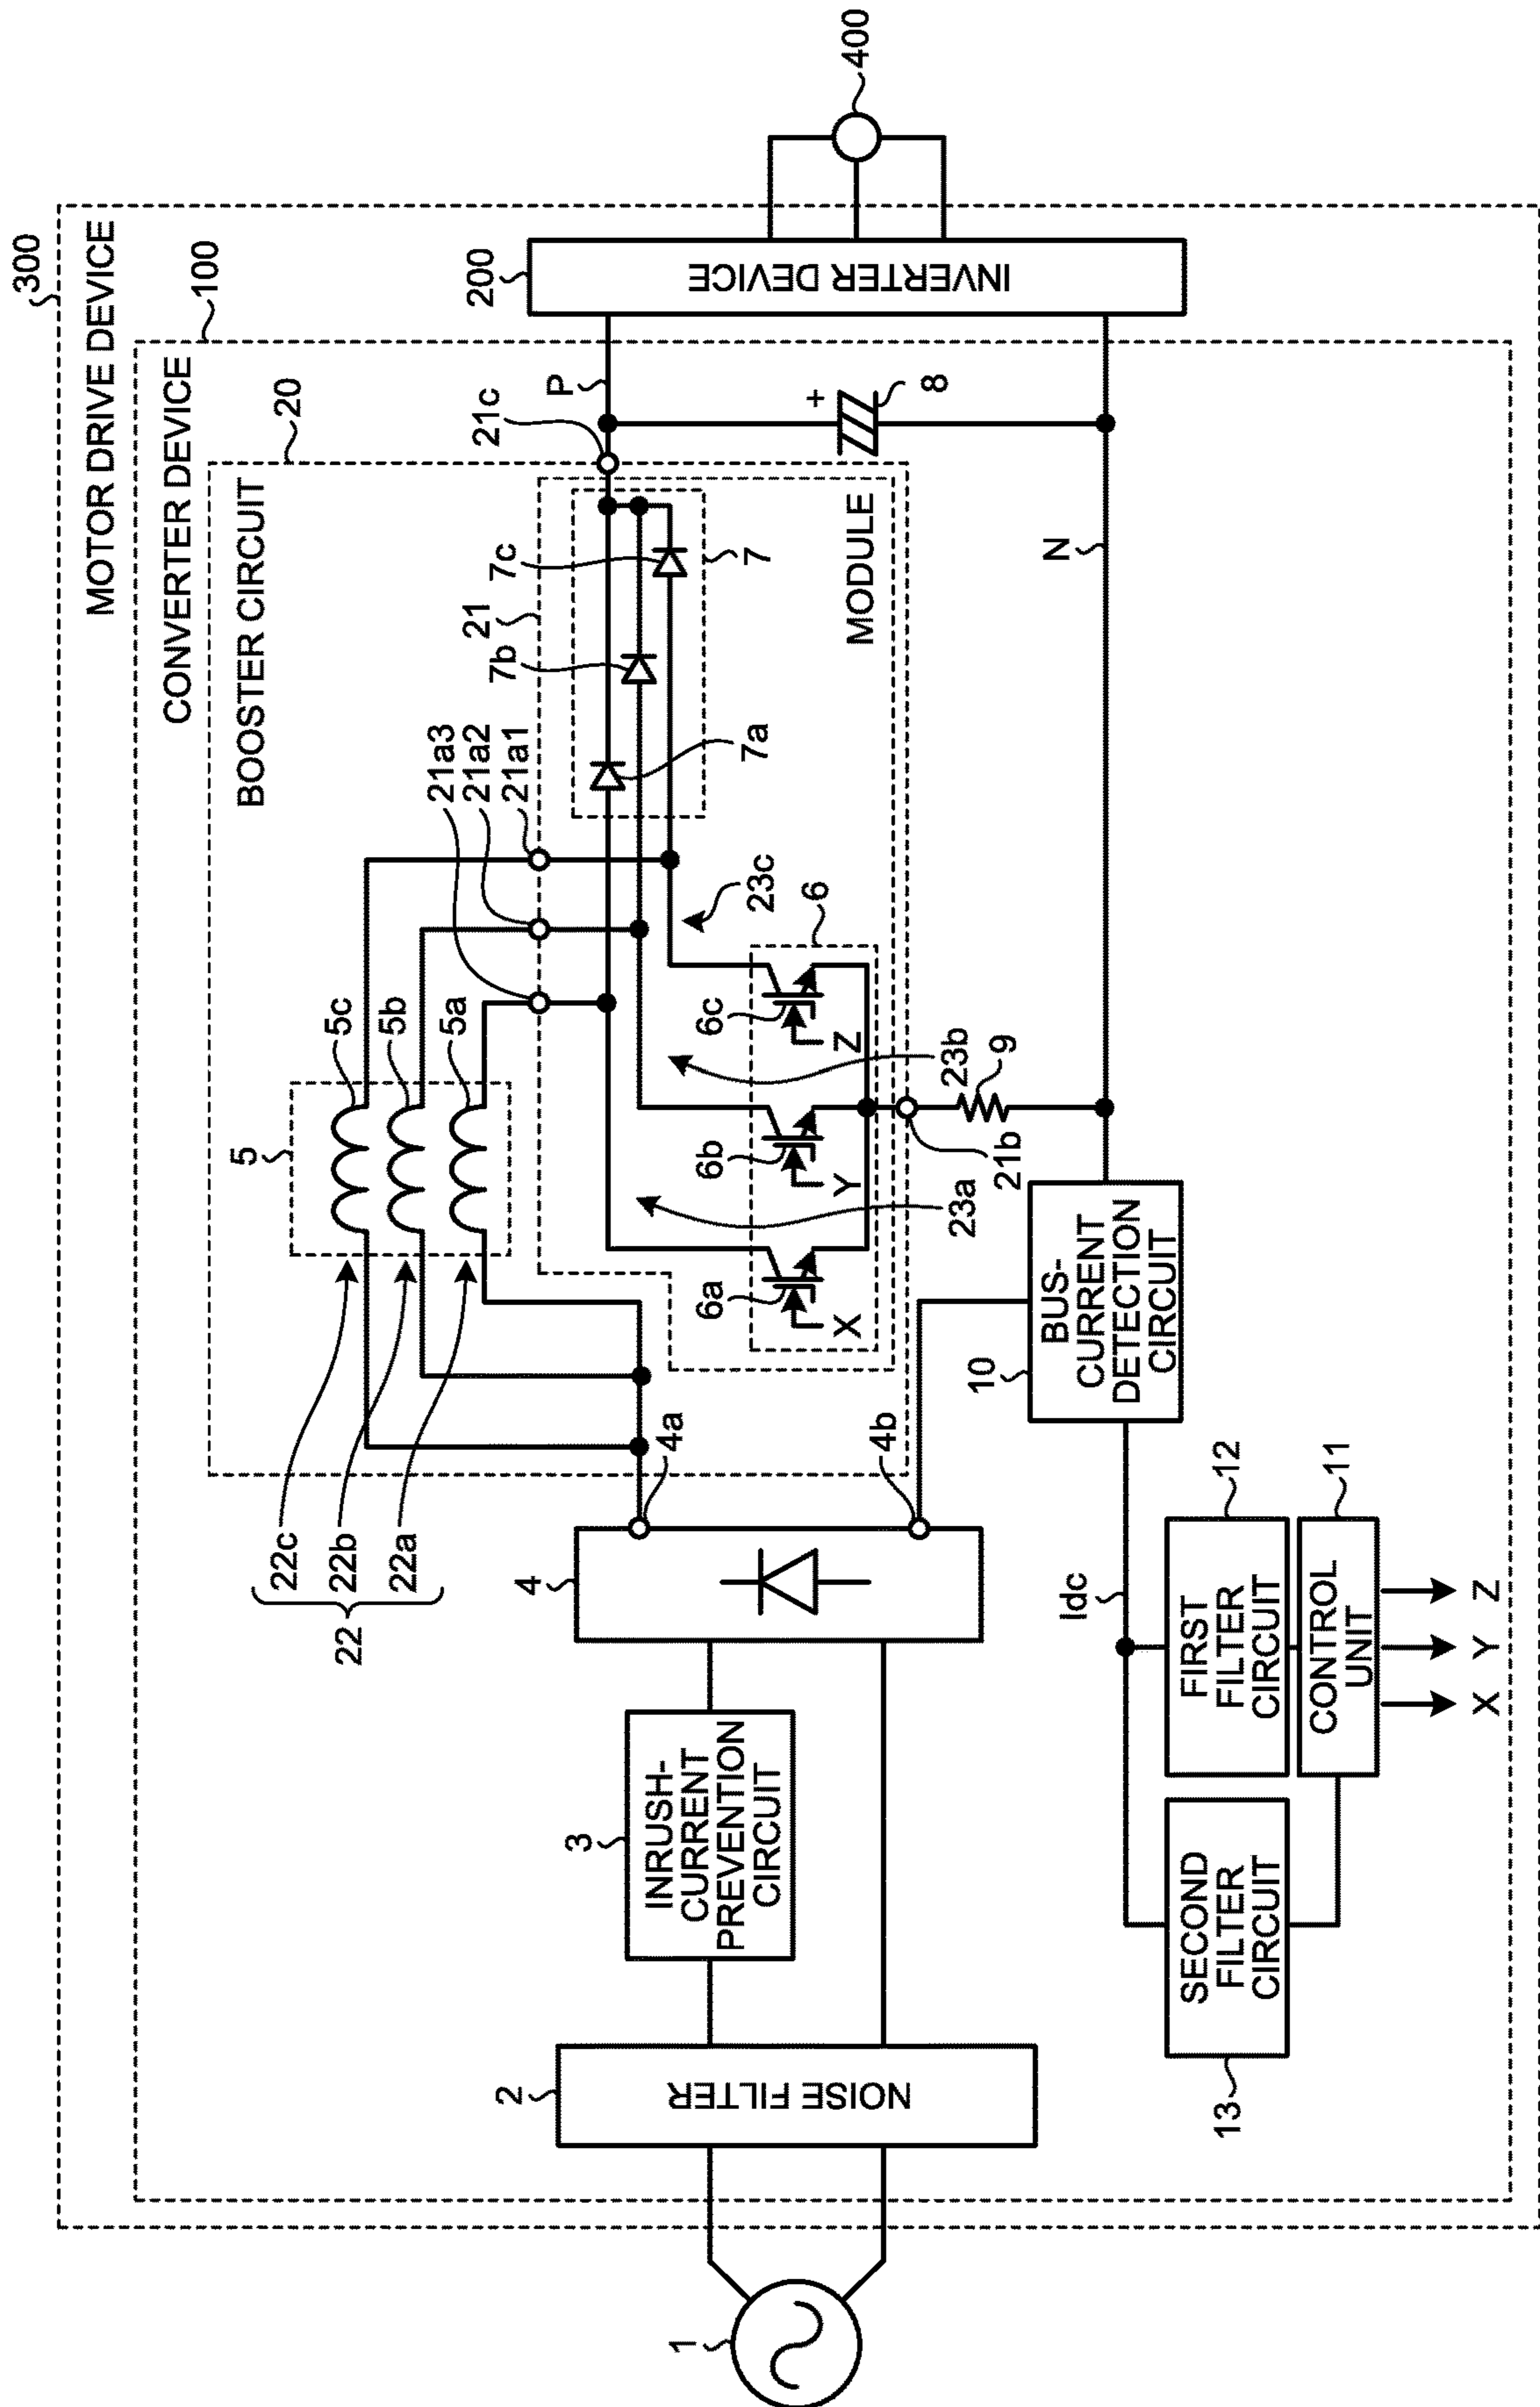 300
MOTOR DRIVE DEVICE
100
CONVERTER DEVICE
20
BOOSTER CIRCUIT
22c
22b
22a
22
5
5c
5b
5a
21a3
21a2
21a1
21
7b
7c
7a
7
21c
P
200
INVERTER DEVICE
400
+
8
MODULE
23c
6
6a
6b
6c
X
Y
Z
23a
23b
21b
9
N
4
4a
4b
3
INRUSH-
CURRENT
PREVENTION
CIRCUIT
2
NOISE FILTER
1
10
BUS-
CURRENT
DETECTION
CIRCUIT
Idc
12
FIRST
FILTER
CIRCUIT
11
CONTROL
UNIT
SECOND
FILTER
CIRCUIT
13
X Y Z